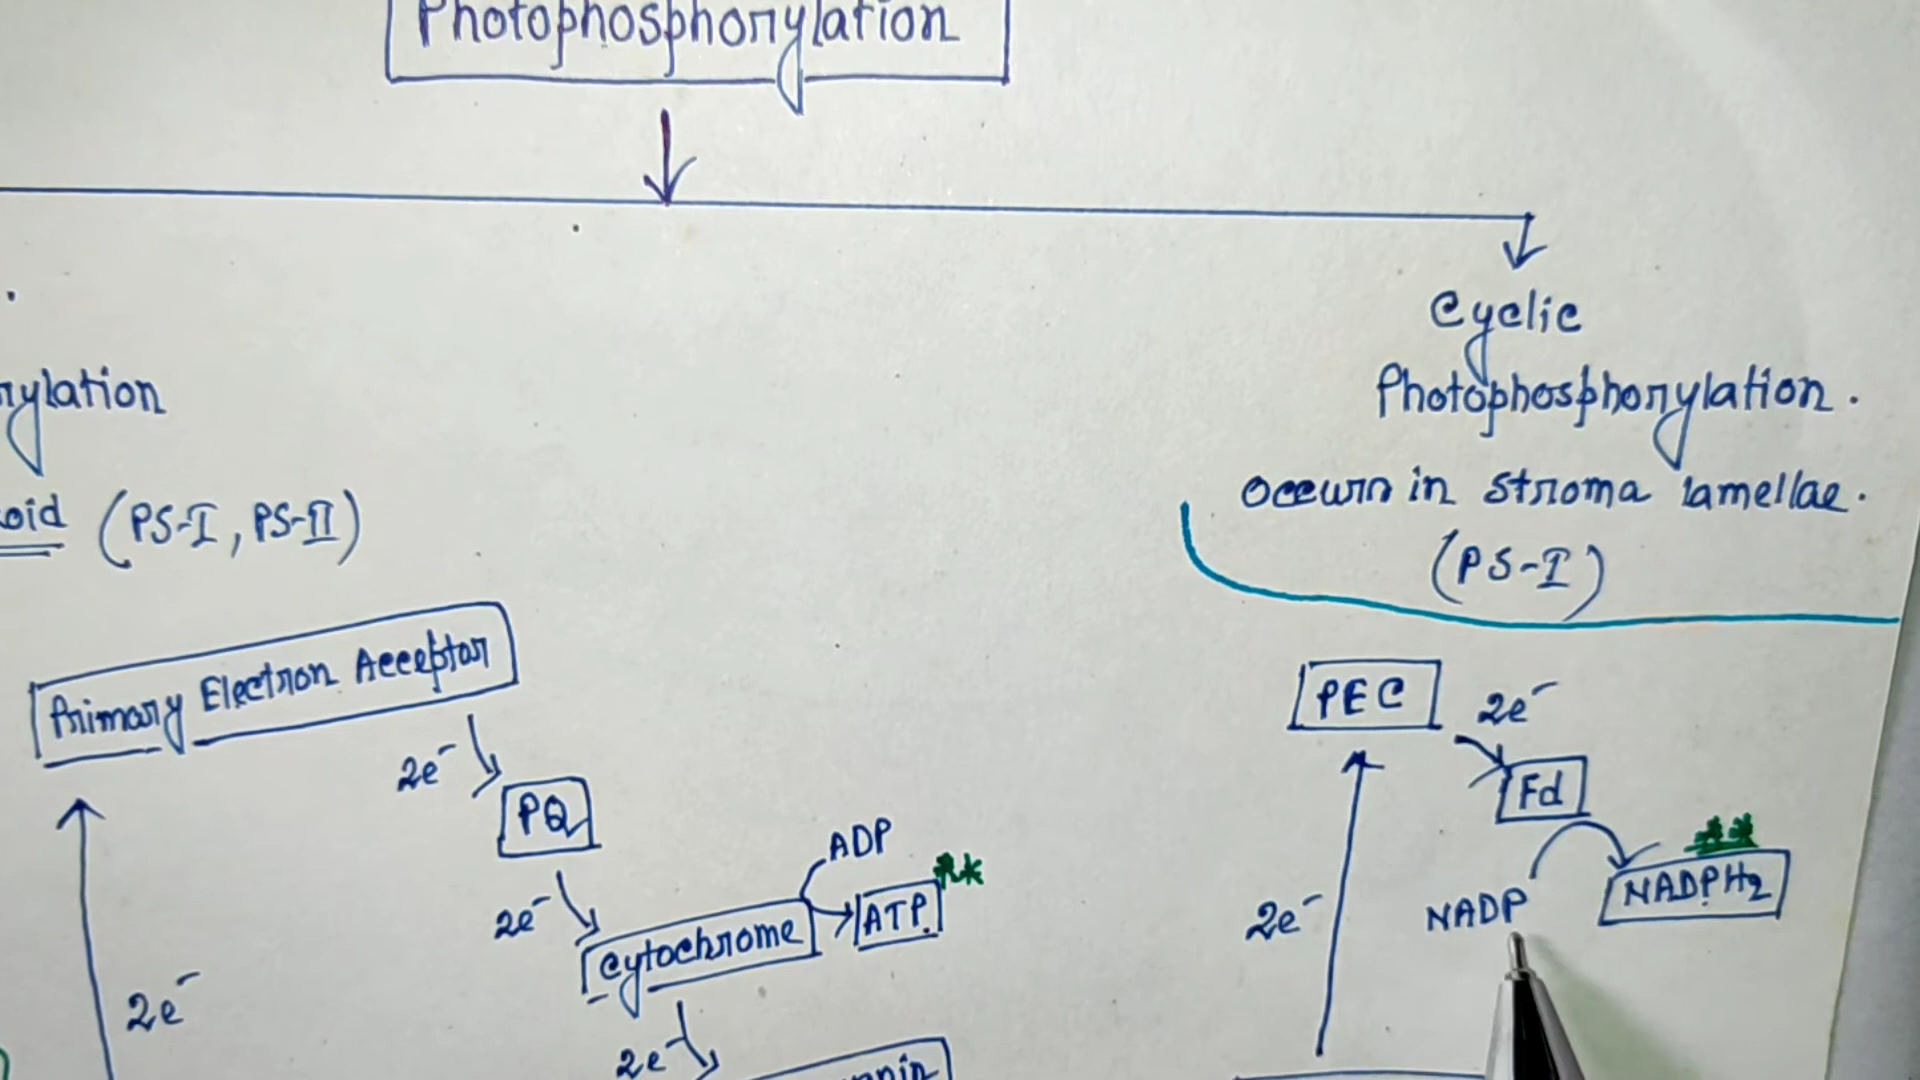 Photophosphorylation
Cyclic
Photophosphorylation.
occurs in stroma lamellae.
(PS-I)
rylation
oid (PS-I, PS-II)
Primary Electron Acceptor
2e⁻
PQ
2e⁻
Cytochrome
ADP
ATP.
**
2e⁻
2e⁻
PEC
2e⁻
Fd
NADP
NADPH2
**
2e⁻